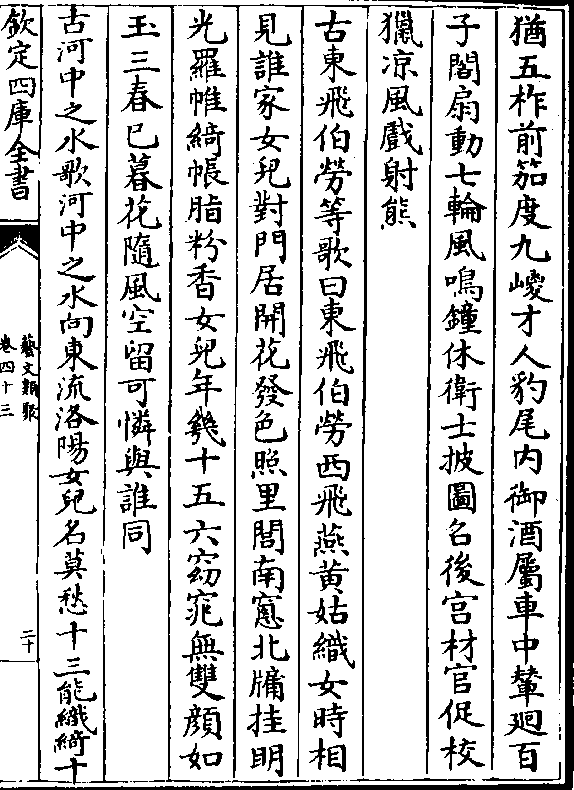 猶五柞前笳度九嵕才人豹尾内御酒屬車中輦廻百
子閣扇動七輪風鳴鐘休衛士披圖名後宫材官促校
獵凉風戲射熊
古東飛伯勞等歌曰東飛伯勞西飛燕黄姑織女時相
見誰家女兒對門居開花發色照里閭南窻北牖挂明
光羅帷綺帳脂粉香女兒年㡬十五六窈窕無雙顔如
玉三春已暮花隨風空留可憐與誰同
古河中之水歌河中之水向東流洛陽女兒名莫愁十三能織綺十
欽定四庫全書
藝文類聚
卷四十三
二十